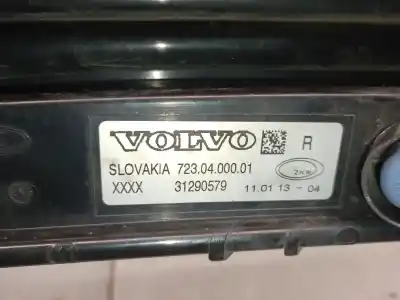 VOLVO R
SLOVAKIA 723.04.000.01
XXXX 31290579 11.01 13 - 04